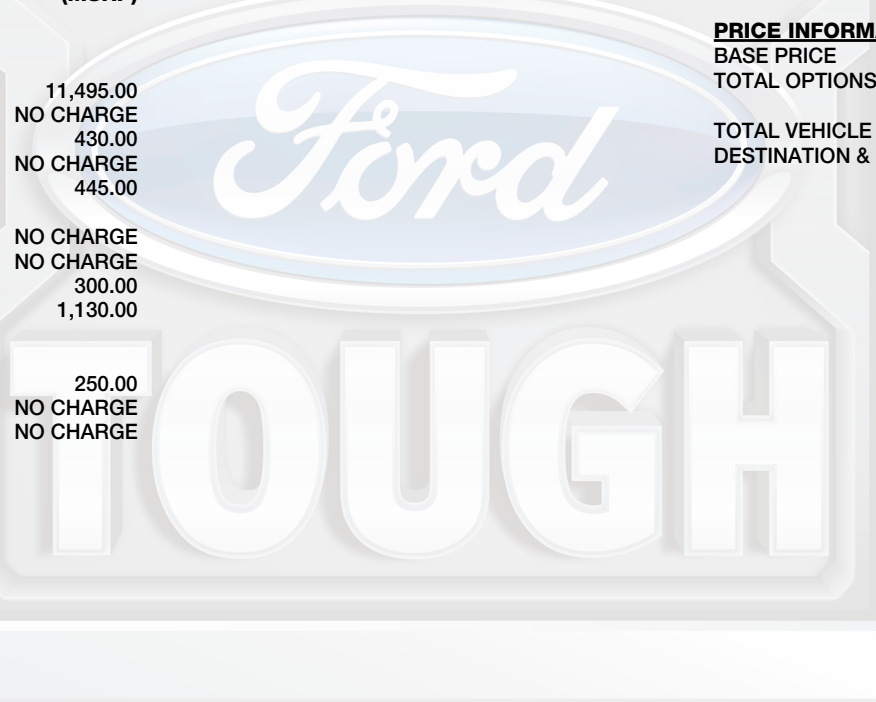 11,495.00
NO CHARGE
430.00
NO CHARGE
445.00
NO CHARGE
NO CHARGE
300.00
1,130.00
250.00
NO CHARGE
NO CHARGE
PRICE INFORM
BASE PRICE
TOTAL OPTIONS
TOTAL VEHICLE
DESTINATION &
Ford
TOUGH